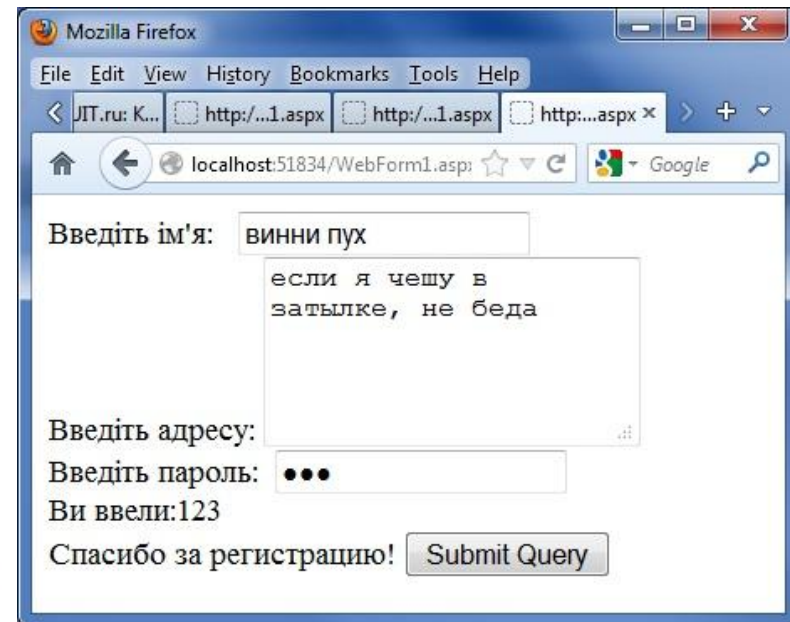 Mozilla Firefox
File Edit View History Bookmarks Tools Help
JIT.ru: K... http:/...1.aspx http:/...1.aspx http:...aspx
localhost:51834/WebForm1.asp Google
Введіть ім'я: винни пух
если я чешу в
затылке, не беда
Введіть адресу:
Введіть пароль: •••
Ви ввели:123
Спасибо за регистрацию! Submit Query